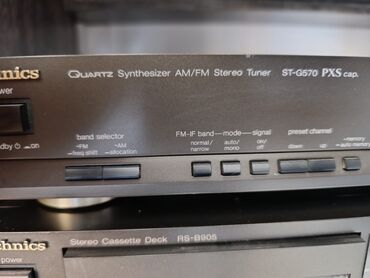 hnics
QUARTZ Synthesizer AM/FM Stereo Tuner ST-G570 PXS cap.
power
band selector
FM-IF band mode signal preset channel
normal/ auto/ on/ down up memory
narrow mono off auto memory
FM AM
freq shift allocation
hnics
Stereo Cassette Deck RS-B905
power